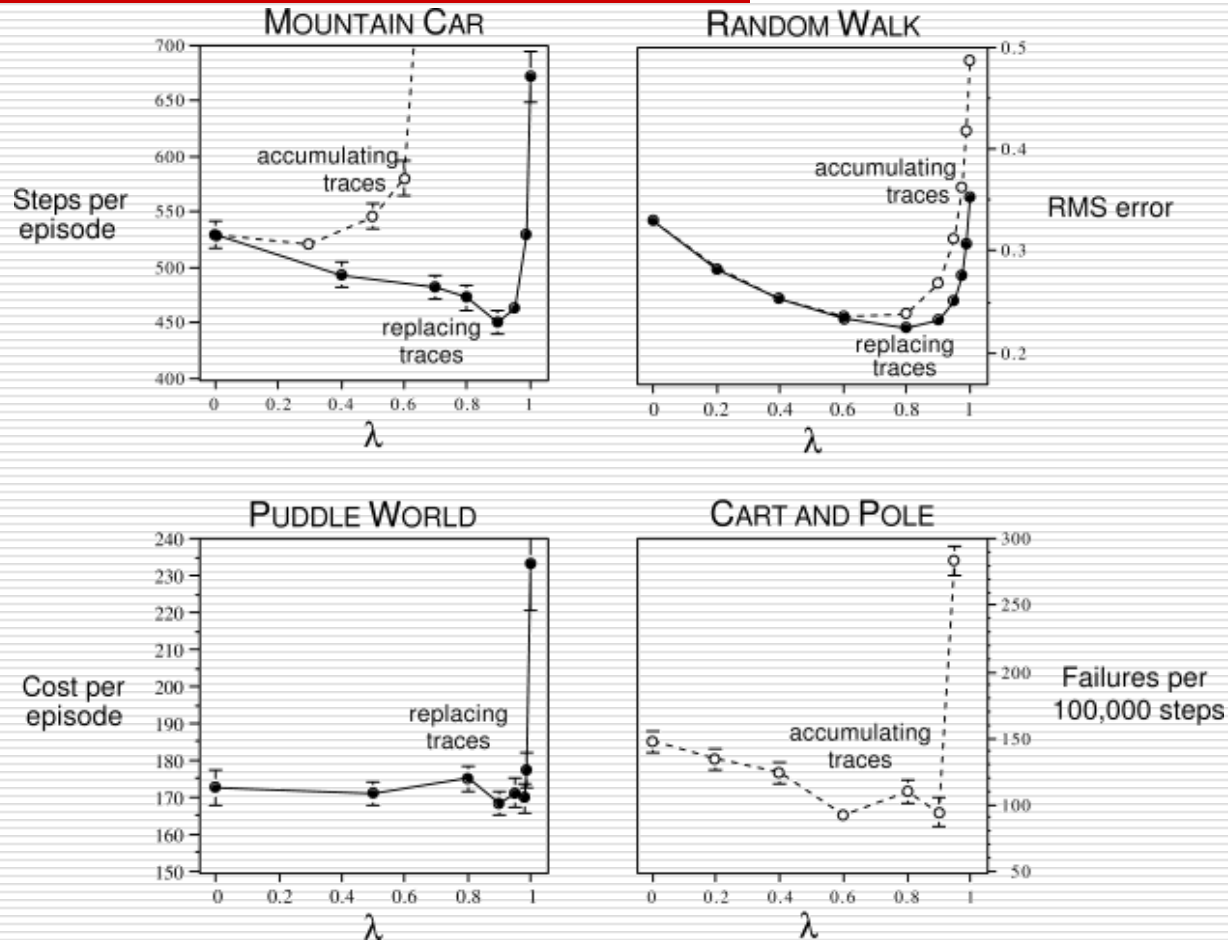 MOUNTAIN CAR
700
650
600
550
500
450
400
Steps per
episode
accumulating
traces
replacing
traces
0 0.2 0.4 0.6 0.8 1
λ
RANDOM WALK
0.5
0.4
0.3
0.2
RMS error
accumulating
traces
replacing
traces
0 0.2 0.4 0.6 0.8 1
λ
PUDDLE WORLD
240
230
220
210
200
190
180
170
160
150
Cost per
episode
replacing
traces
0 0.2 0.4 0.6 0.8 1
λ
CART AND POLE
300
250
200
150
100
50
Failures per
100,000 steps
accumulating
traces
0 0.2 0.4 0.6 0.8 1
λ